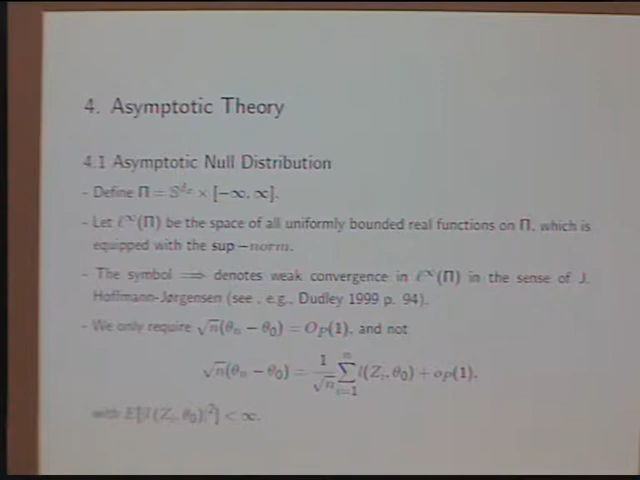 4. Asymptotic Theory
4.1 Asymptotic Null Distribution
- Define Π = 𝕊^{d_x} × [−∞, ∞].
- Let ℓ^∞(Π) be the space of all uniformly bounded real functions on Π, which is
equipped with the sup −norm.
- The symbol ⟹ denotes weak convergence in ℓ^∞(Π) in the sense of J.
Hoffmann-Jørgensen (see , e.g., Dudley 1999 p. 94).
- We only require √n(θ_n − θ_0) = O_P(1), and not
√n(θ_n − θ_0) = 1/√n ∑_{i=1}^{n} l(Z_i, θ_0) + o_P(1),
with E[|l(Z_i, θ_0)|^2] < ∞.